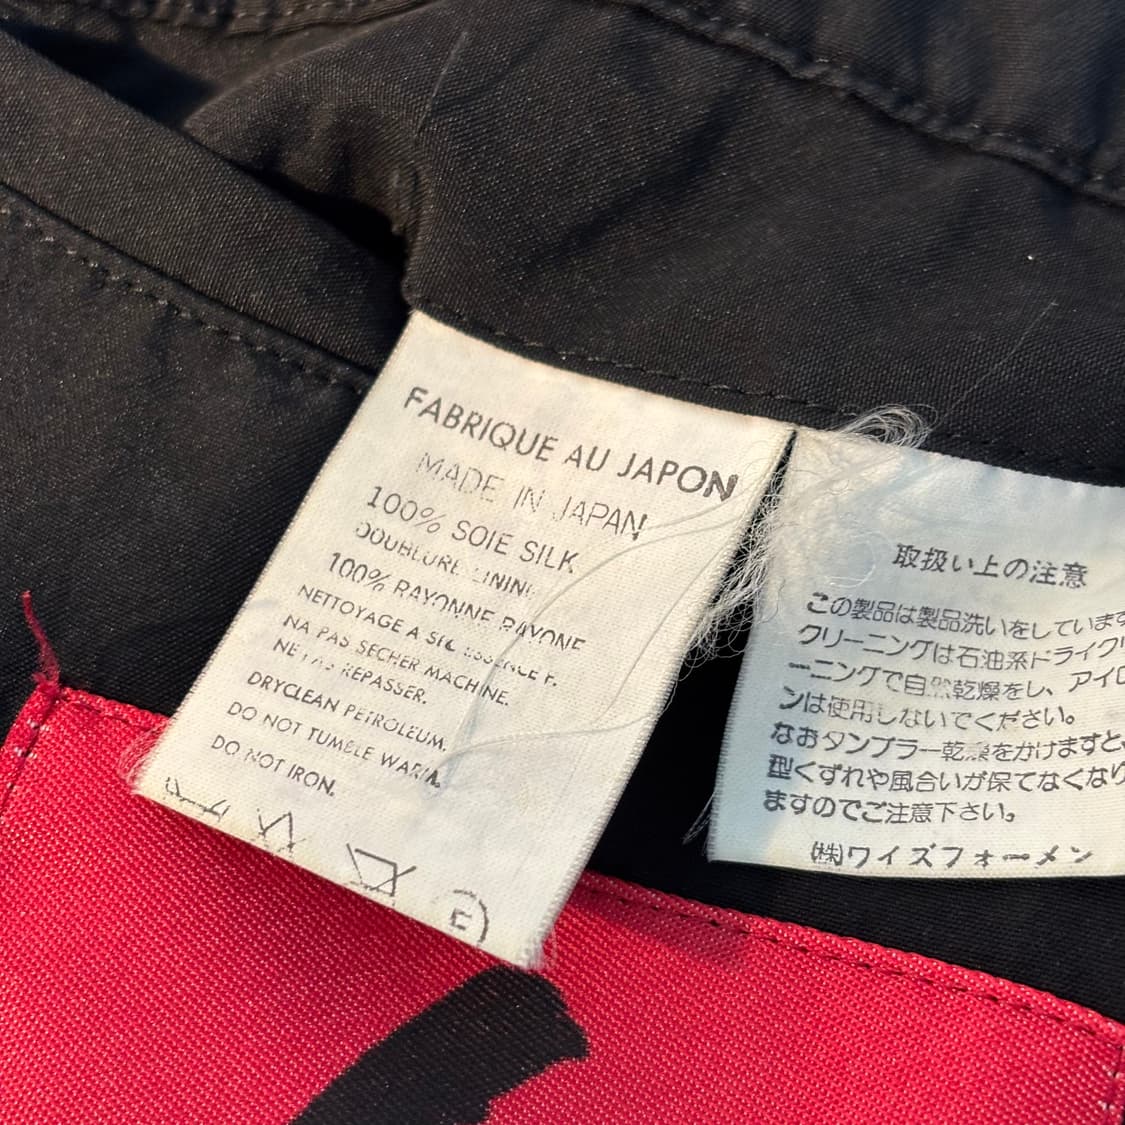 FABRIQUE AU JAPON
MADE IN JAPAN
100% SOIE SILK
DOUBLURE LINING
100% RAYONNE RAYONE
NETTOYAGE A SEC ESSENCE F.
NA PAS SECHER MACHINE.
NE PAS REPASSER.
DRYCLEAN PETROLEUM.
DO NOT TUMBLE WARM.
DO NOT IRON.
取扱い上の注意
この製品は製品洗いをしています
クリーニングは石油系ドライク
ーニングで自然乾燥をし、アイロ
ンは使用しないでください。
なおタンブラー乾燥をかけますと
型くずれや風合いが保てなくなり
ますのでご注意下さい。
(株)ワイズフォーメン